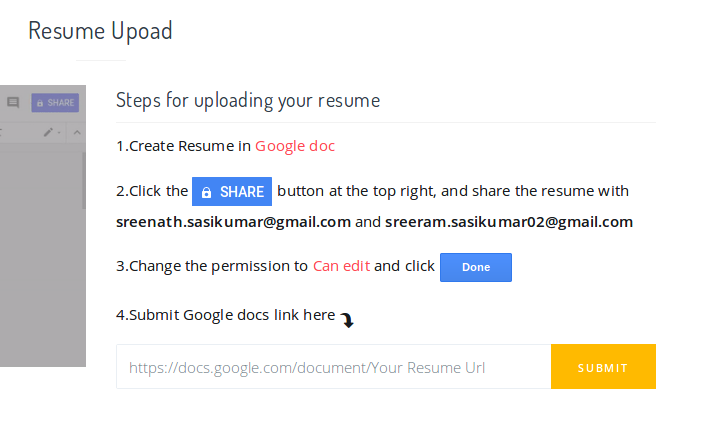 Resume Upoad
SHARE
Steps for uploading your resume
1.Create Resume in Google doc
2.Click the SHARE button at the top right, and share the resume with
sreenath.sasikumar@gmail.com and sreeram.sasikumar02@gmail.com
3.Change the permission to Can edit and click Done
4.Submit Google docs link here
https://docs.google.com/document/Your Resume Url SUBMIT